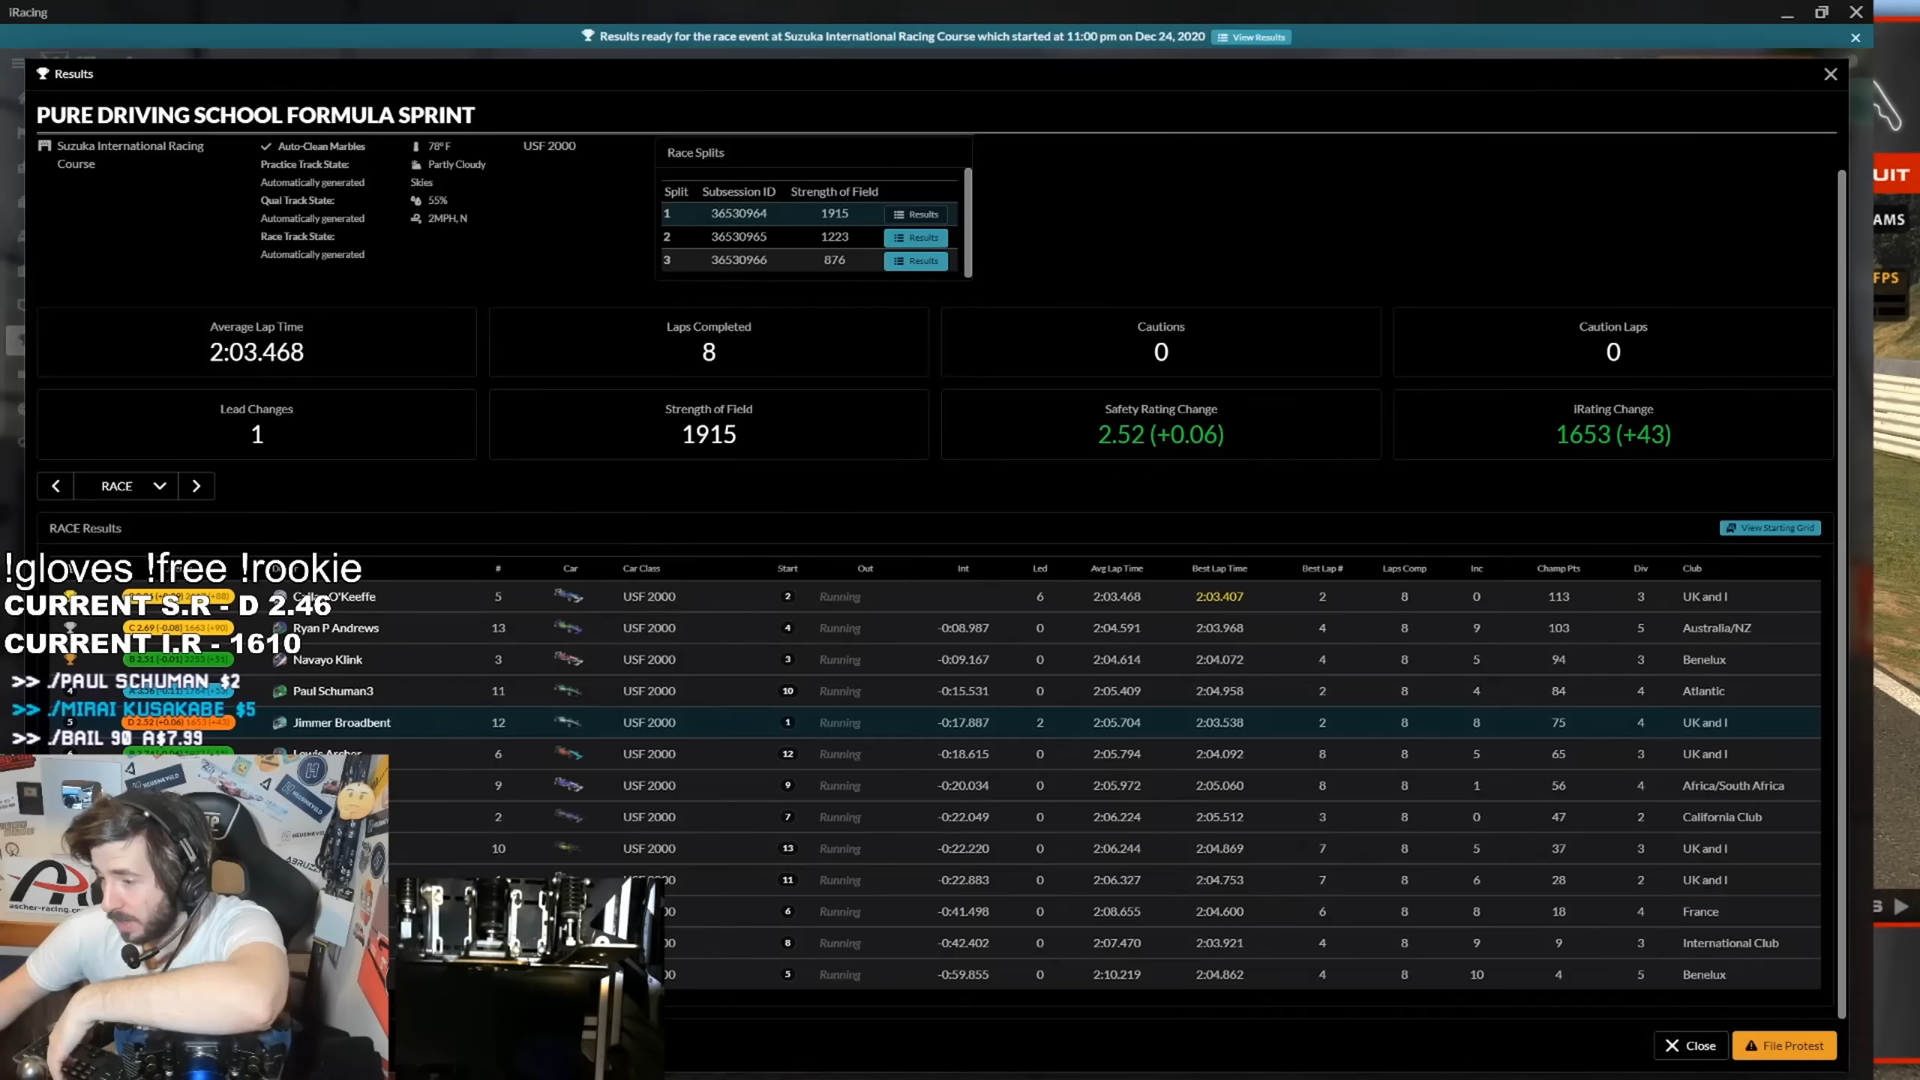 iRacing
Results ready for the race event at Suzuka International Racing Course which started at 11:00 pm on Dec 24, 2020 View Results
Results
PURE DRIVING SCHOOL FORMULA SPRINT
Suzuka International Racing
Course
Auto-Clean Marbles
Practice Track State:
Automatically generated
Qual Track State:
Automatically generated
Race Track State:
Automatically generated
78° F
Partly Cloudy
Skies
55%
2MPH, N
USF 2000
Race Splits
Split Subsession ID Strength of Field
1 36530964 1915 Results
2 36530965 1223 Results
3 36530966 876 Results
UIT
AMS
FPS
Average Lap Time
2:03.468
Laps Completed
8
Cautions
0
Caution Laps
0
Lead Changes
1
Strength of Field
1915
Safety Rating Change
2.52 (+0.06)
iRating Change
1653 (+43)
RACE
RACE Results
View Starting Grid
!gloves !free !rookie
CURRENT S.R - D 2.46
CURRENT I.R - 1610
>> ./PAUL SCHUMAN $2
>> ./MIRAI KUSAKABE $5
>> ./BAIL 90 A$7.99
# Car Car Class Start Out Int Led Avg Lap Time Best Lap Time Best Lap # Laps Comp Inc Champ Pts Div Club
O'Keeffe 5 USF 2000 2 Running 6 2:03.468 2:03.407 2 8 0 113 3 UK and I
C 2.69 (-0.08) 1663 (+90) Ryan P Andrews 13 USF 2000 4 Running -0:08.987 0 2:04.591 2:03.968 4 8 9 103 5 Australia/NZ
Navayo Klink 3 USF 2000 3 Running -0:09.167 0 2:04.614 2:04.072 4 8 5 94 3 Benelux
Paul Schuman3 11 USF 2000 10 Running -0:15.531 0 2:05.409 2:04.958 2 8 4 84 4 Atlantic
5 D 2.52 (+0.06) 1653 (+43) Jimmer Broadbent 12 USF 2000 1 Running -0:17.887 2 2:05.704 2:03.538 2 8 8 75 4 UK and I
Lewis Archer 6 USF 2000 12 Running -0:18.615 0 2:05.794 2:04.092 8 8 5 65 3 UK and I
9 USF 2000 9 Running -0:20.034 0 2:05.972 2:05.060 8 8 1 56 4 Africa/South Africa
2 USF 2000 7 Running -0:22.049 0 2:06.224 2:05.512 3 8 0 47 2 California Club
10 USF 2000 13 Running -0:22.220 0 2:06.244 2:04.869 7 8 5 37 3 UK and I
11 Running -0:22.883 0 2:06.327 2:04.753 7 8 6 28 2 UK and I
6 Running -0:41.498 0 2:08.655 2:04.600 6 8 8 18 4 France
8 Running -0:42.402 0 2:07.470 2:03.921 4 8 9 9 3 International Club
5 Running -0:59.855 0 2:10.219 2:04.862 4 8 10 4 5 Benelux
ascher-racing.co
Close
File Protest